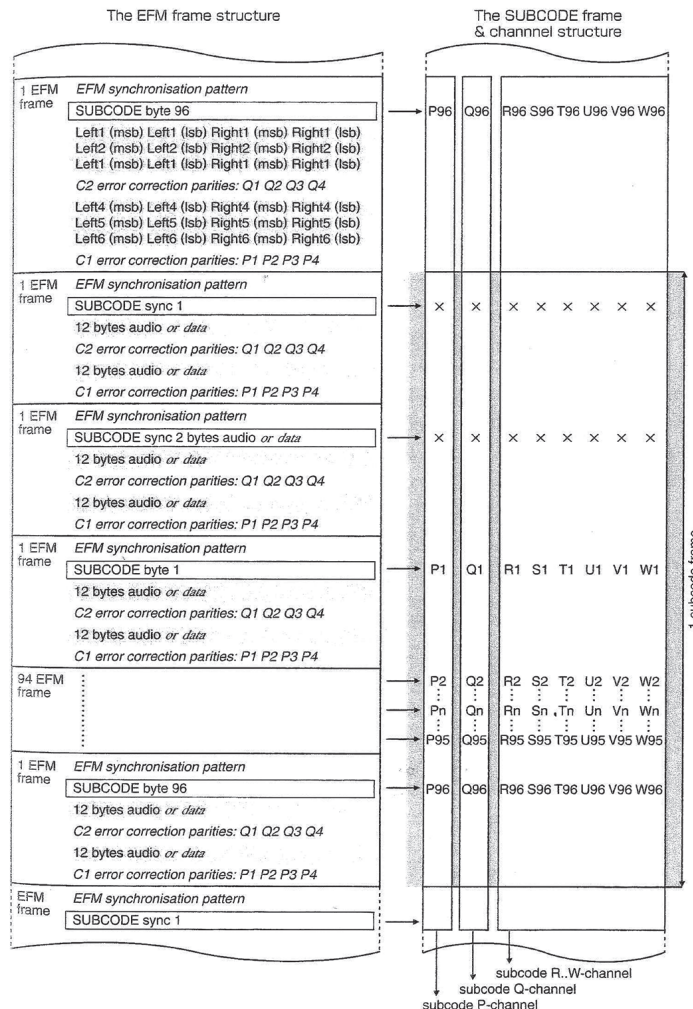 The EFM frame structure
The SUBCODE frame
& channnel structure
1 EFM
frame
EFM synchronisation pattern
SUBCODE byte 96
Left1 (msb) Left1 (lsb) Right1 (msb) Right1 (lsb)
Left2 (msb) Left2 (lsb) Right2 (msb) Right2 (lsb)
Left1 (msb) Left1 (lsb) Right1 (msb) Right1 (lsb)
C2 error correction parities: Q1 Q2 Q3 Q4
Left4 (msb) Left4 (lsb) Right4 (msb) Right4 (lsb)
Left5 (msb) Left5 (lsb) Right5 (msb) Right5 (lsb)
Left6 (msb) Left6 (lsb) Right6 (msb) Right6 (lsb)
C1 error correction parities: P1 P2 P3 P4
P96 Q96 R96 S96 T96 U96 V96 W96
1 EFM
frame
EFM synchronisation pattern
SUBCODE sync 1
12 bytes audio or data
C2 error correction parities: Q1 Q2 Q3 Q4
12 bytes audio or data
C1 error correction parities: P1 P2 P3 P4
× × × × × × × ×
1 EFM
frame
EFM synchronisation pattern
SUBCODE sync 2 bytes audio or data
12 bytes audio or data
C2 error correction parities: Q1 Q2 Q3 Q4
12 bytes audio or data
C1 error correction parities: P1 P2 P3 P4
× × × × × × × ×
1 EFM
frame
EFM synchronisation pattern
SUBCODE byte 1
12 bytes audio or data
C2 error correction parities: Q1 Q2 Q3 Q4
12 bytes audio or data
C1 error correction parities: P1 P2 P3 P4
P1 Q1 R1 S1 T1 U1 V1 W1
94 EFM
frame
P2 Q2 R2 S2 T2 U2 V2 W2
Pn Qn Rn Sn Tn Un Vn Wn
P95 Q95 R95 S95 T95 U95 V95 W95
1 EFM
frame
EFM synchronisation pattern
SUBCODE byte 96
12 bytes audio or data
C2 error correction parities: Q1 Q2 Q3 Q4
12 bytes audio or data
C1 error correction parities: P1 P2 P3 P4
P96 Q96 R96 S96 T96 U96 V96 W96
1 subcode frame
EFM
frame
EFM synchronisation pattern
SUBCODE sync 1
subcode R..W-channel
subcode Q-channel
subcode P-channel